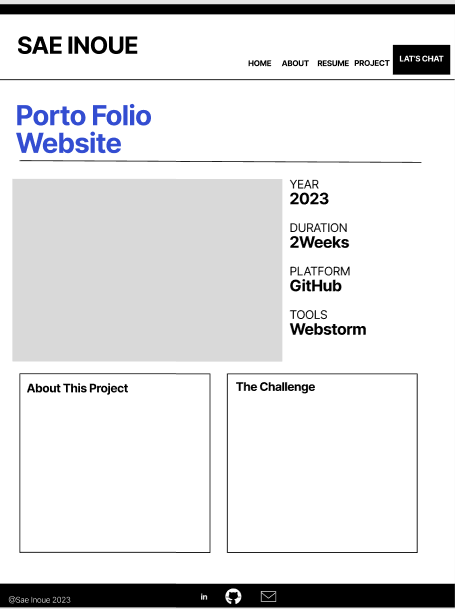 SAE INOUE
HOME ABOUT RESUME PROJECT LAT'S CHAT
Porto Folio
Website
YEAR
2023
DURATION
2Weeks
PLATFORM
GitHub
TOOLS
Webstorm
About This Project
The Challenge
@Sae Inoue 2023
in